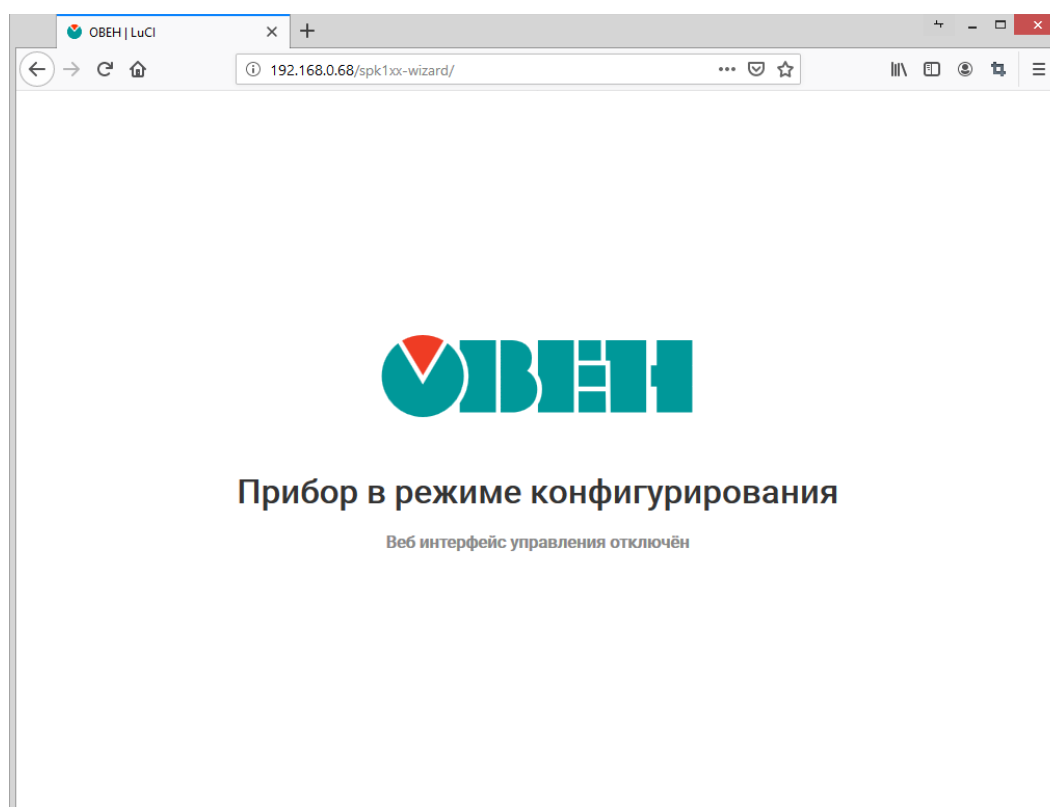 ОВЕН | LuCI
192.168.0.68/spk1xx-wizard/
ОВЕН
Прибор в режиме конфигурирования
Веб интерфейс управления отключён